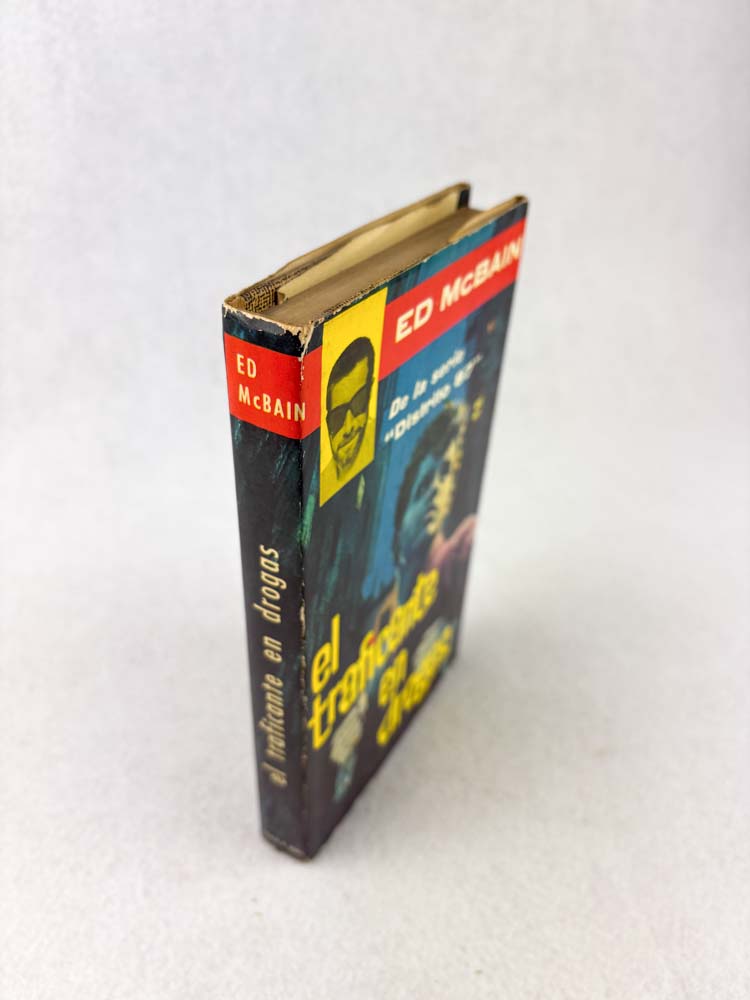 ED
McBAIN
el traficante en drogas
ED McBAIN
De la serie
"Distrito 87".
el
traficante
en
drogas